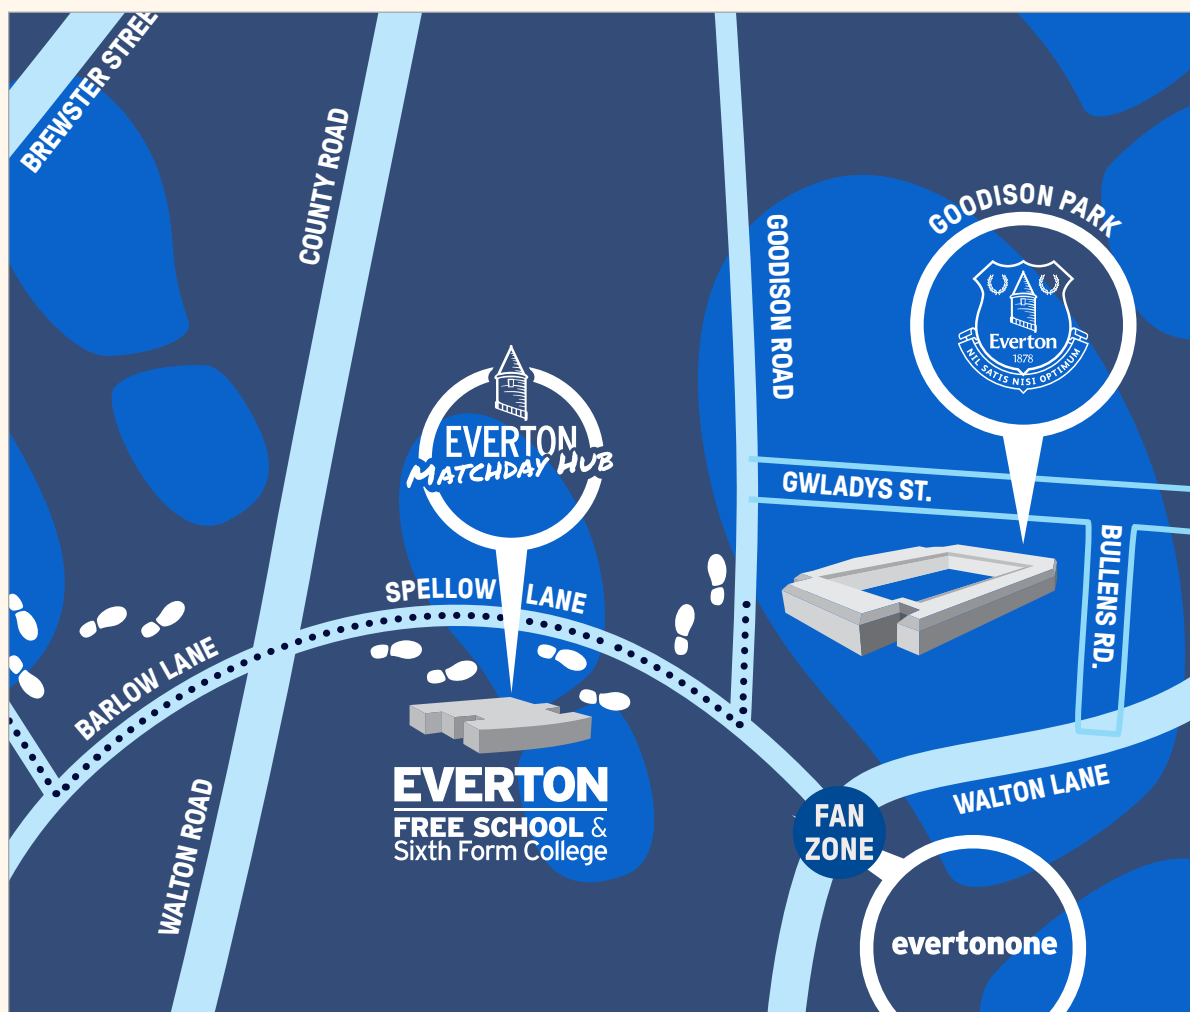 BREWSTER STREE
COUNTY ROAD
GOODISON ROAD
GOODISON PARK
Everton
1878
NIL SATIS NISI OPTIMUM
EVERTON
MATCHDAY HUB
GWLADYS ST.
BULLENS RD.
SPELLOW LANE
BARLOW LANE
WALTON ROAD
EVERTON
FREE SCHOOL &
Sixth Form College
WALTON LANE
FAN
ZONE
evertonone